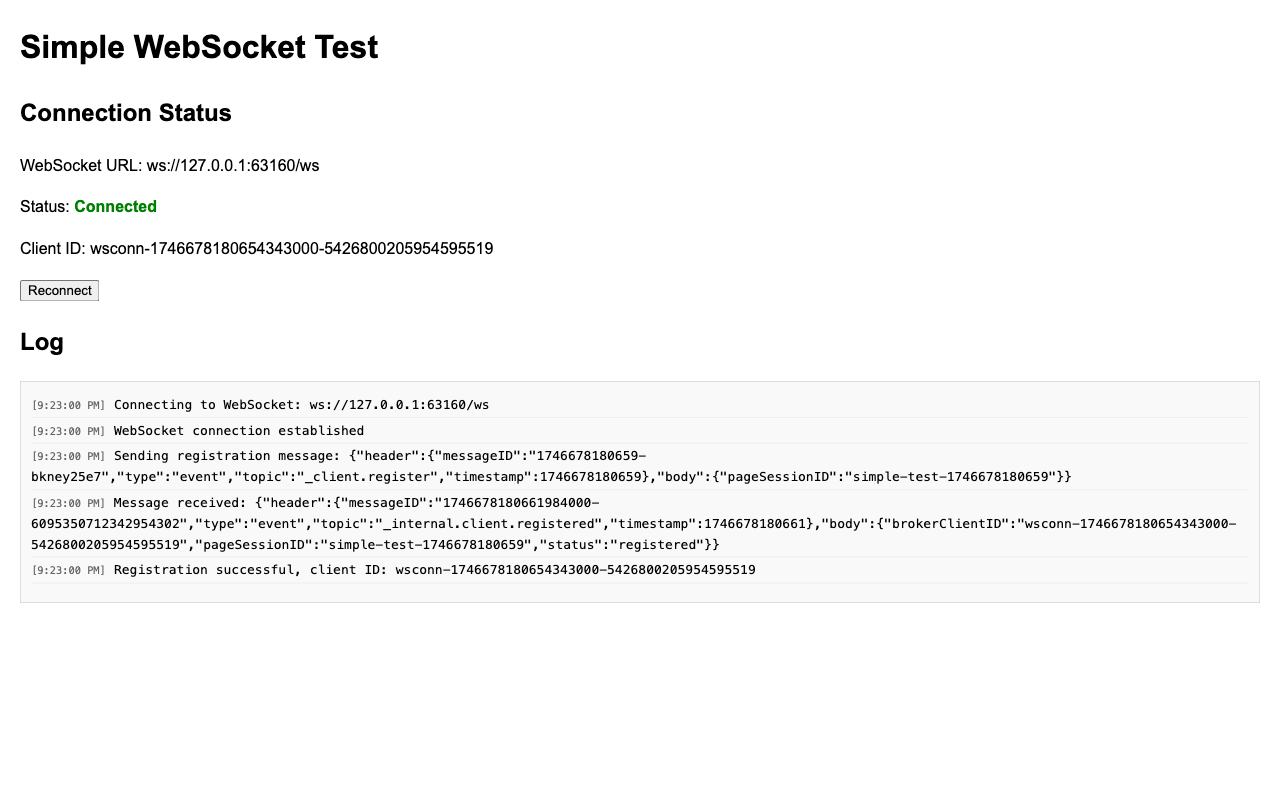 Simple WebSocket Test
Connection Status
WebSocket URL: ws://127.0.0.1:63160/ws
Status: Connected
Client ID: wsconn-1746678180654343000-5426800205954595519
Reconnect
Log
[9:23:00 PM] Connecting to WebSocket: ws://127.0.0.1:63160/ws
[9:23:00 PM] WebSocket connection established
[9:23:00 PM] Sending registration message: {"header":{"messageID":"1746678180659-
bkney25e7","type":"event","topic":"_client.register","timestamp":1746678180659},"body":{"pageSessionID":"simple-test-1746678180659"}}
[9:23:00 PM] Message received: {"header":{"messageID":"1746678180661984000-
6095350712342954302","type":"event","topic":"_internal.client.registered","timestamp":1746678180661},"body":{"brokerClientID":"wsconn-1746678180654343000-
5426800205954595519","pageSessionID":"simple-test-1746678180659","status":"registered"}}
[9:23:00 PM] Registration successful, client ID: wsconn-1746678180654343000-5426800205954595519